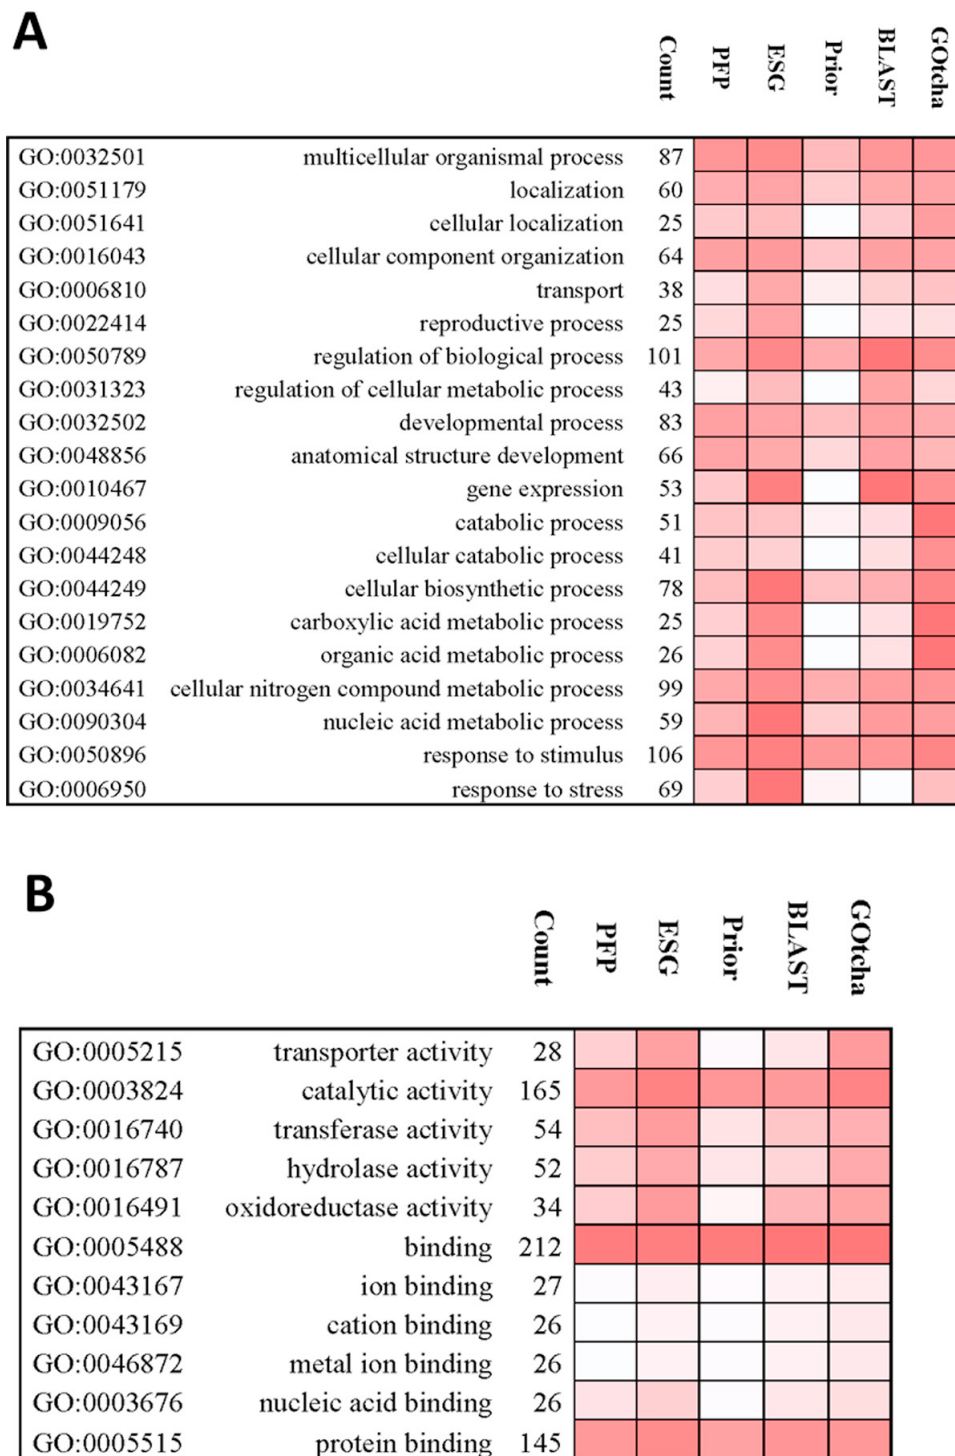 A
Count PFP ESG Prior BLAST GOtcha
GO:0032501 multicellular organismal process 87
GO:0051179 localization 60
GO:0051641 cellular localization 25
GO:0016043 cellular component organization 64
GO:0006810 transport 38
GO:0022414 reproductive process 25
GO:0050789 regulation of biological process 101
GO:0031323 regulation of cellular metabolic process 43
GO:0032502 developmental process 83
GO:0048856 anatomical structure development 66
GO:0010467 gene expression 53
GO:0009056 catabolic process 51
GO:0044248 cellular catabolic process 41
GO:0044249 cellular biosynthetic process 78
GO:0019752 carboxylic acid metabolic process 25
GO:0006082 organic acid metabolic process 26
GO:0034641 cellular nitrogen compound metabolic process 99
GO:0090304 nucleic acid metabolic process 59
GO:0050896 response to stimulus 106
GO:0006950 response to stress 69
B
Count PFP ESG Prior BLAST GOtcha
GO:0005215 transporter activity 28
GO:0003824 catalytic activity 165
GO:0016740 transferase activity 54
GO:0016787 hydrolase activity 52
GO:0016491 oxidoreductase activity 34
GO:0005488 binding 212
GO:0043167 ion binding 27
GO:0043169 cation binding 26
GO:0046872 metal ion binding 26
GO:0003676 nucleic acid binding 26
GO:0005515 protein binding 145